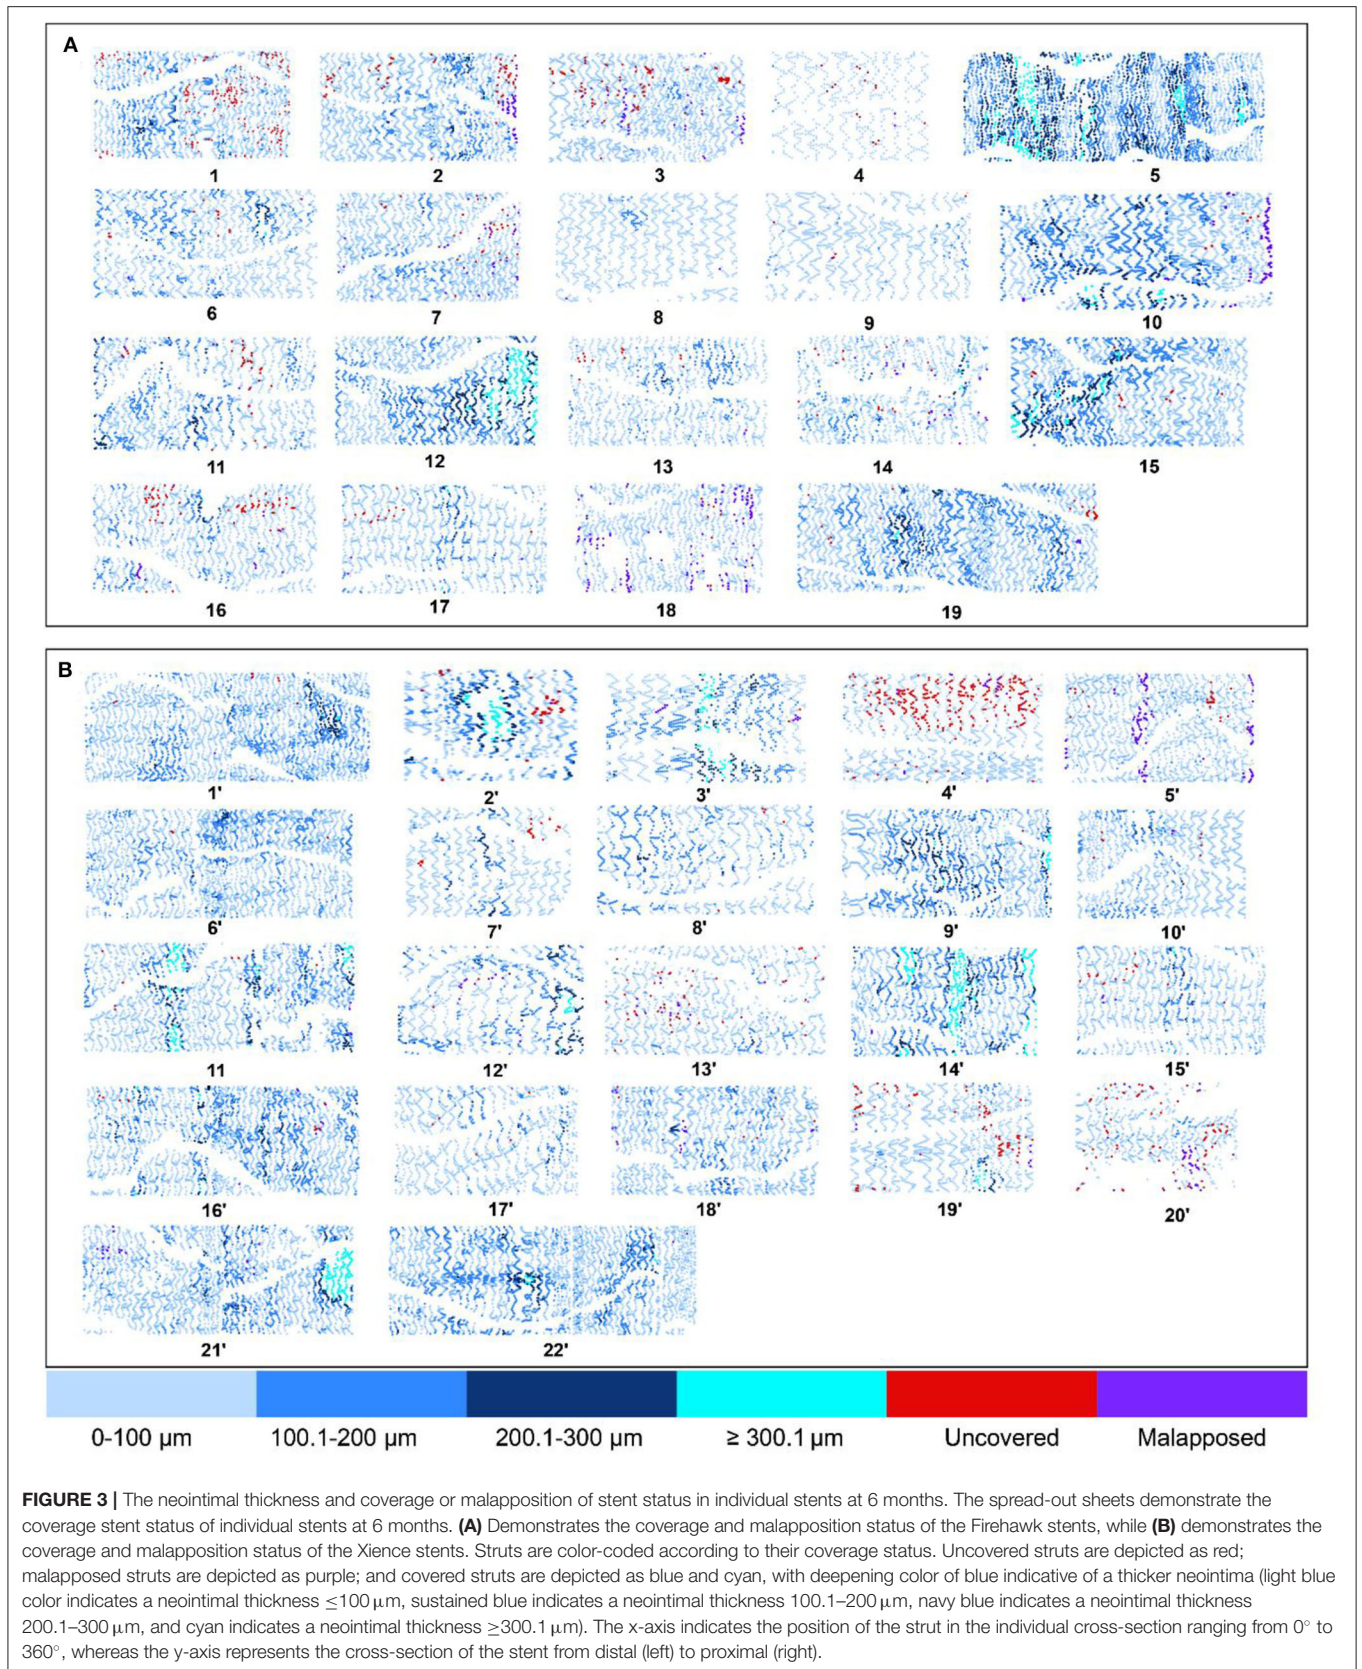 A
1 2 3 4 5
6 7 8 9 10
11 12 13 14 15
16 17 18 19
B
1' 2' 3' 4' 5'
6' 7' 8' 9' 10'
11 12' 13' 14' 15'
16' 17' 18' 19' 20'
21' 22'
0-100 µm 100.1-200 µm 200.1-300 µm ≥ 300.1 µm Uncovered Malapposed
FIGURE 3 | The neointimal thickness and coverage or malapposition of stent status in individual stents at 6 months. The spread-out sheets demonstrate the
coverage stent status of individual stents at 6 months. (A) Demonstrates the coverage and malapposition status of the Firehawk stents, while (B) demonstrates the
coverage and malapposition status of the Xience stents. Struts are color-coded according to their coverage status. Uncovered struts are depicted as red;
malapposed struts are depicted as purple; and covered struts are depicted as blue and cyan, with deepening color of blue indicative of a thicker neointima (light blue
color indicates a neointimal thickness ≤100 µm, sustained blue indicates a neointimal thickness 100.1–200 µm, navy blue indicates a neointimal thickness
200.1–300 µm, and cyan indicates a neointimal thickness ≥300.1 µm). The x-axis indicates the position of the strut in the individual cross-section ranging from 0° to
360°, whereas the y-axis represents the cross-section of the stent from distal (left) to proximal (right).